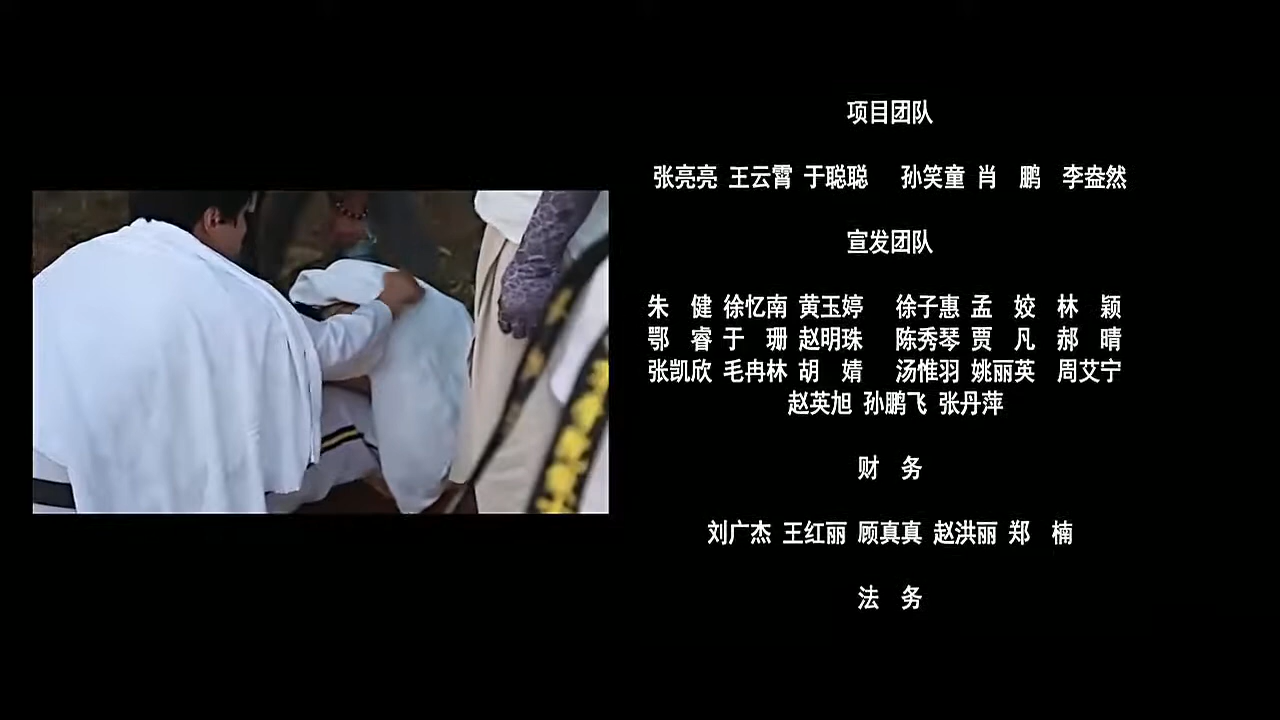 项目团队
张亮亮 王云霄 于聪聪 孙笑童 肖 鹏 李盎然
宣发团队
朱 健 徐忆南 黄玉婷 徐子惠 孟 姣 林 颖
鄂 睿 于 珊 赵明珠 陈秀琴 贾 凡 郝 晴
张凯欣 毛冉林 胡 婧 汤惟羽 姚丽英 周艾宁
赵英旭 孙鹏飞 张丹萍
财 务
刘广杰 王红丽 顾真真 赵洪丽 郑 楠
法 务